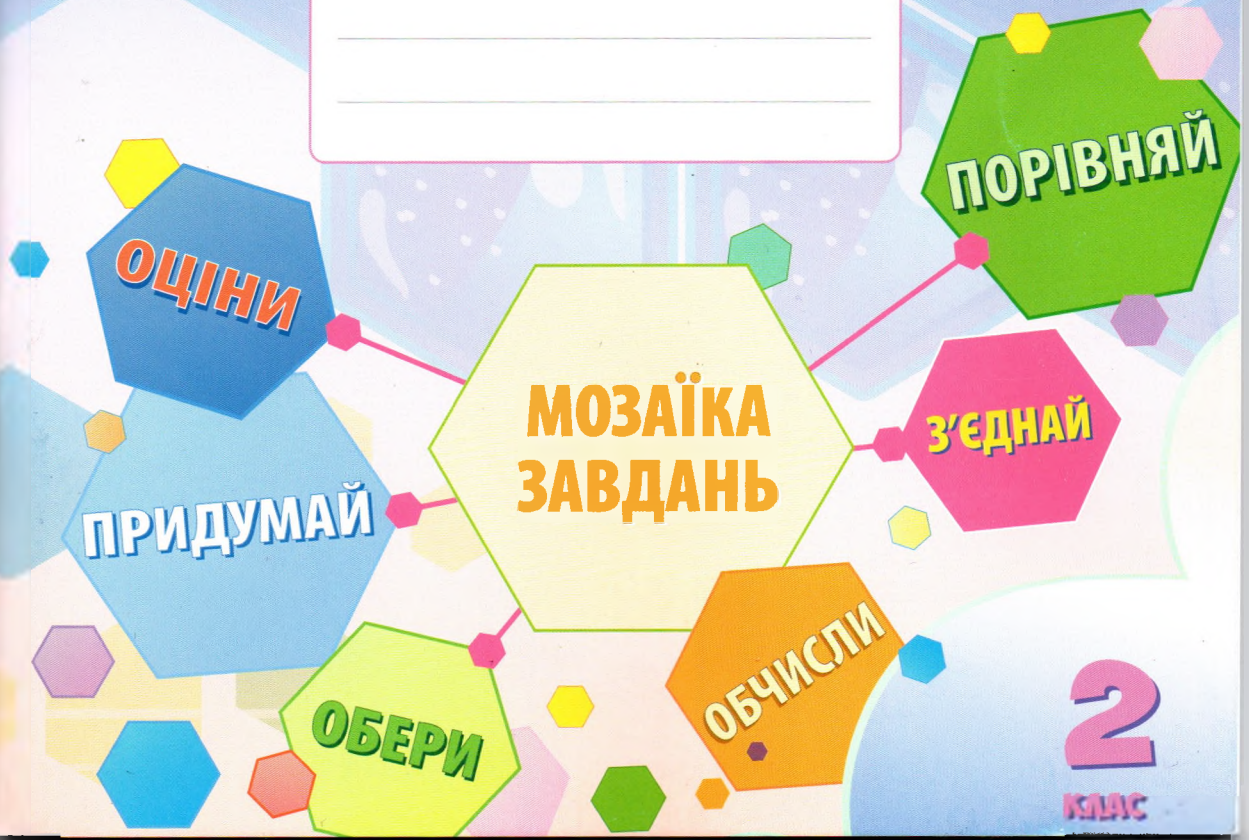 ПОРІВНЯЙ
ОЦІНИ
МОЗАЇКА
ЗАВДАНЬ
З’ЄДНАЙ
ПРИДУМАЙ
ОБЧИСЛИ
ОБЕРИ
2
КЛАС